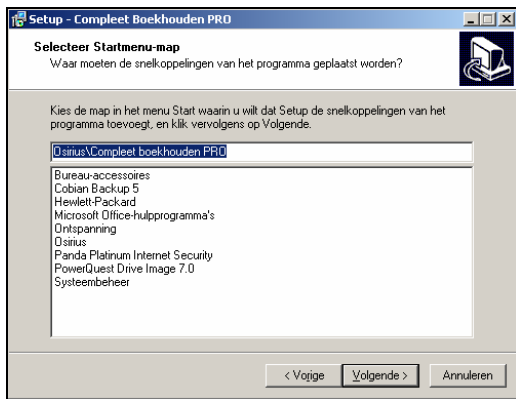 Setup - Compleet Boekhouden PRO
Selecteer Startmenu-map
Waar moeten de snelkoppelingen van het programma geplaatst worden?
Kies de map in het menu Start waarin u wilt dat Setup de snelkoppelingen van het
programma toevoegt, en klik vervolgens op Volgende.
Osirius\Compleet boekhouden PRO
Bureau-accessoires
Cobian Backup 5
Hewlett-Packard
Microsoft Office-hulpprogramma's
Ontspanning
Osirius
Panda Platinum Internet Security
PowerQuest Drive Image 7.0
Systeembeheer
< Vorige
Volgende >
Annuleren